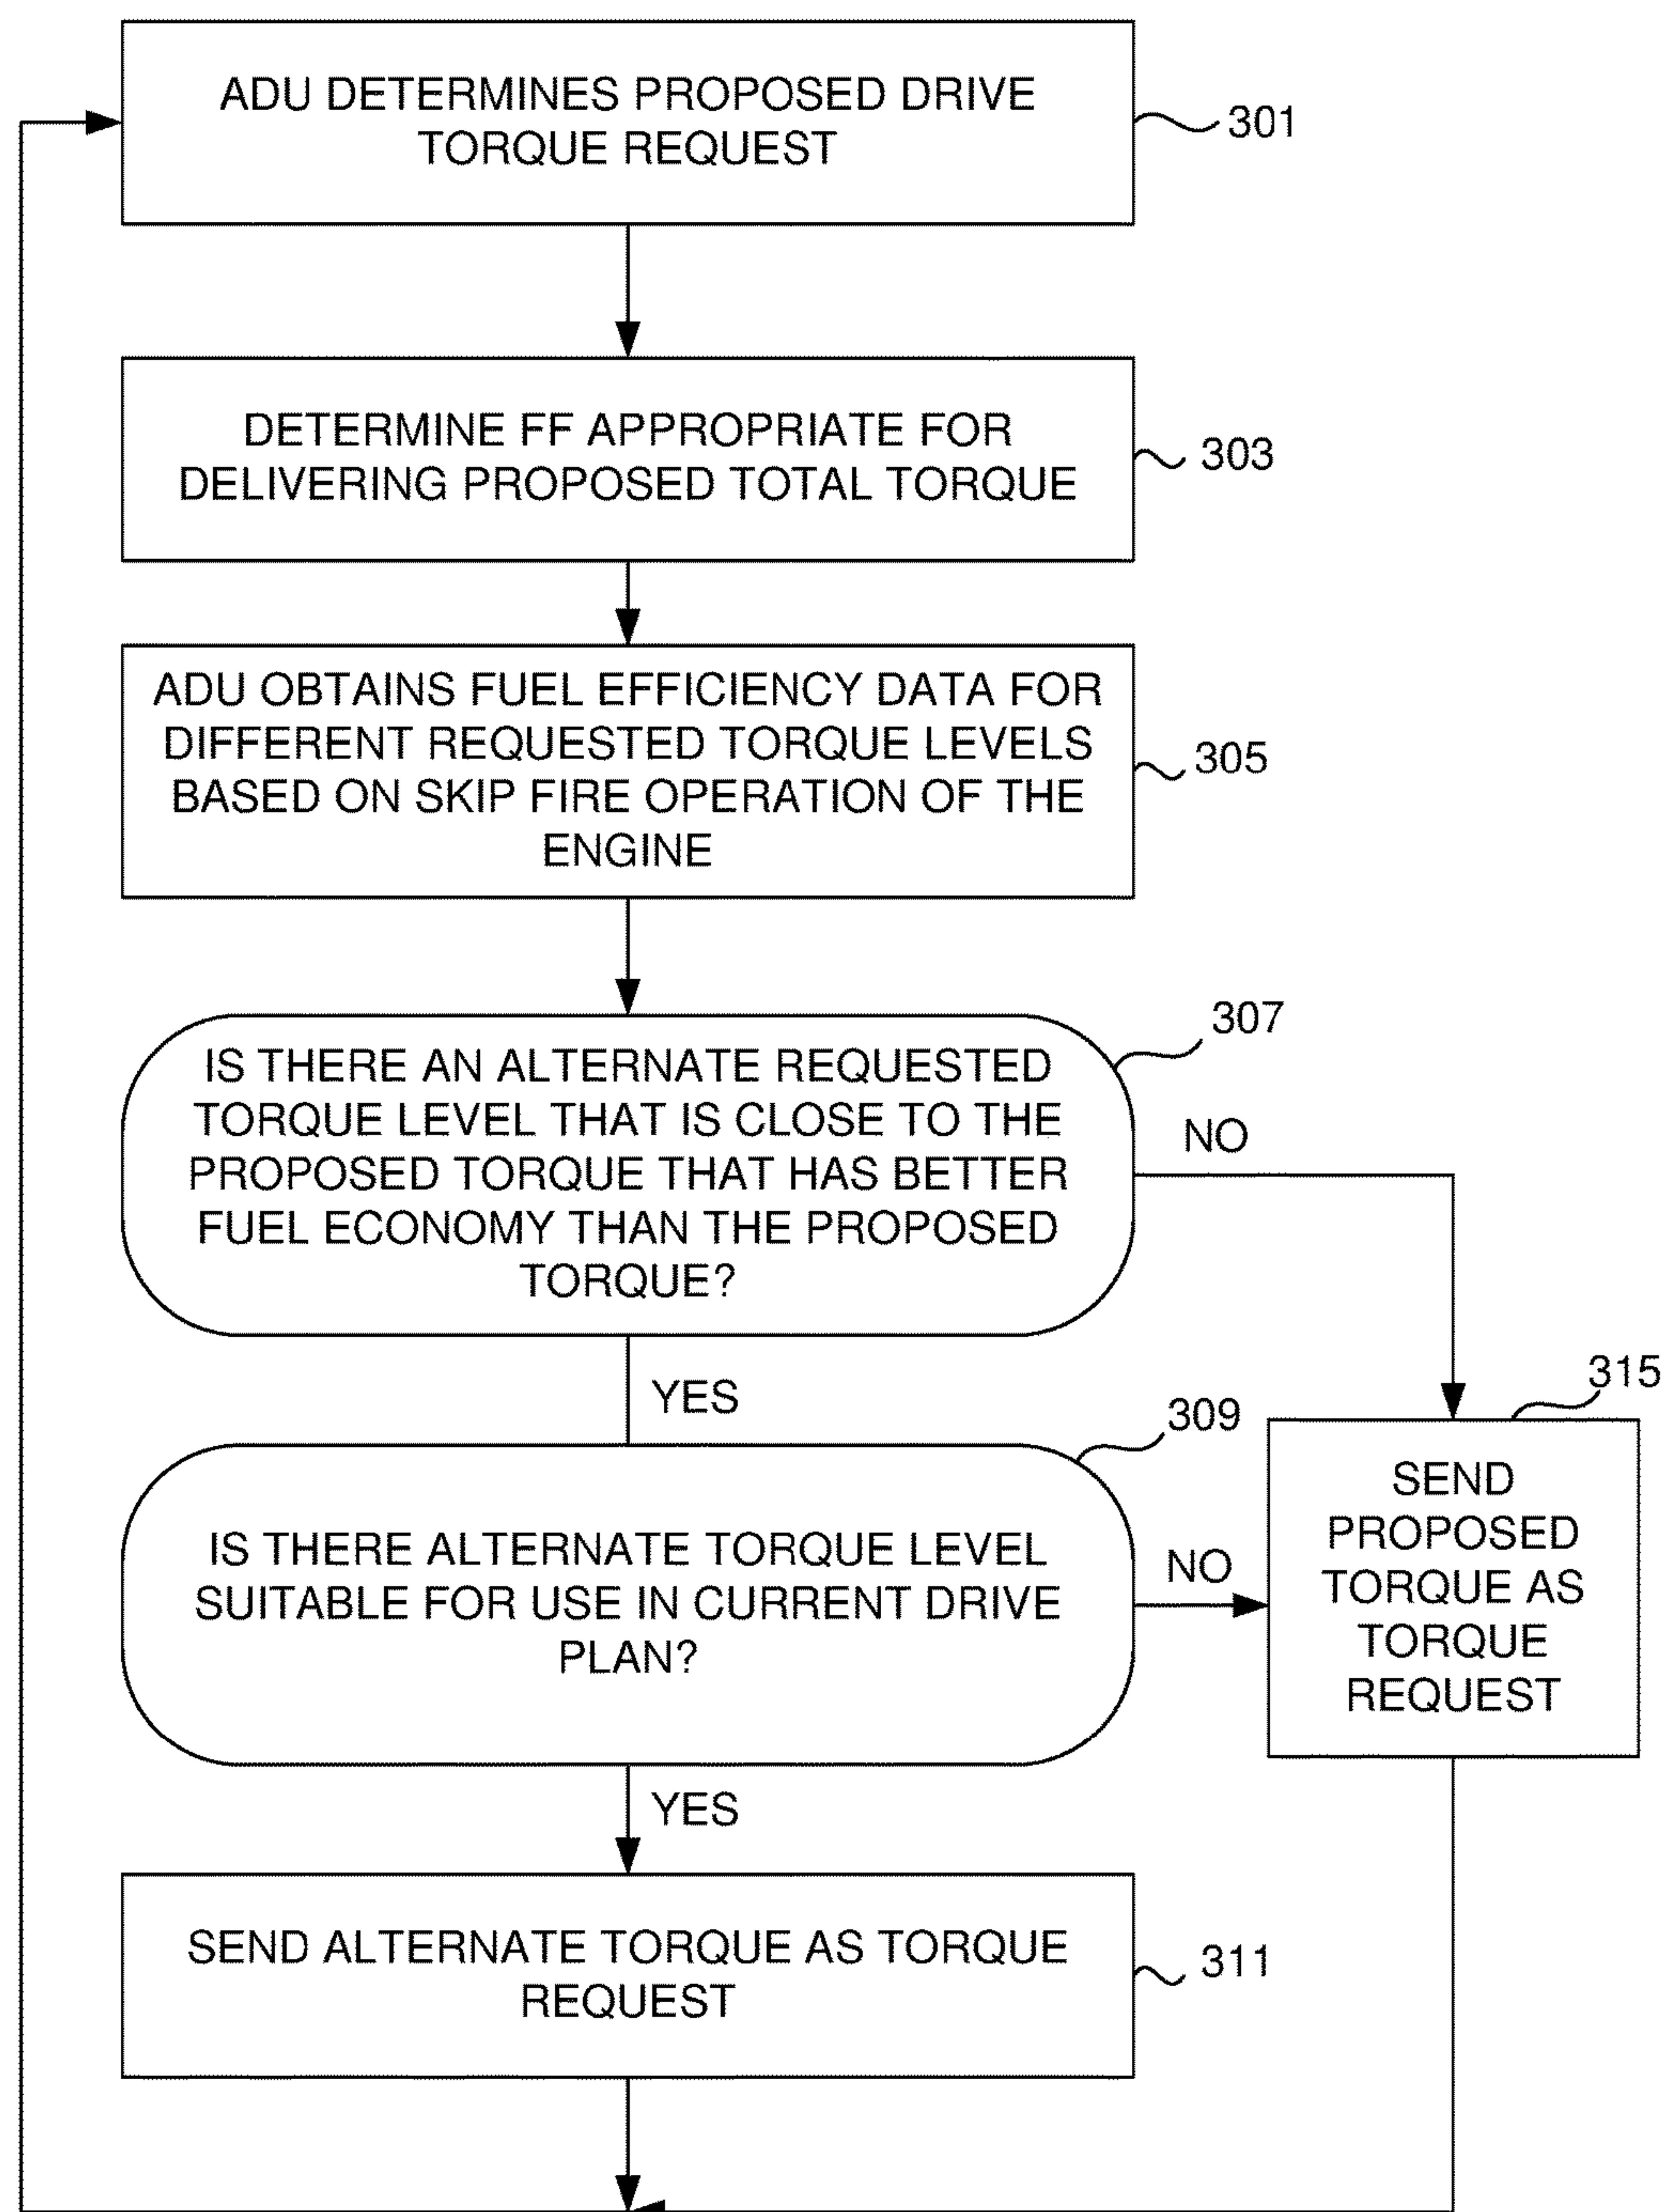 ADU DETERMINES PROPOSED DRIVE
TORQUE REQUEST
301
DETERMINE FF APPROPRIATE FOR
DELIVERING PROPOSED TOTAL TORQUE
303
ADU OBTAINS FUEL EFFICIENCY DATA FOR
DIFFERENT REQUESTED TORQUE LEVELS
BASED ON SKIP FIRE OPERATION OF THE
ENGINE
305
307
IS THERE AN ALTERNATE REQUESTED
TORQUE LEVEL THAT IS CLOSE TO THE
PROPOSED TORQUE THAT HAS BETTER
FUEL ECONOMY THAN THE PROPOSED
TORQUE?
NO
YES
309
IS THERE ALTERNATE TORQUE LEVEL
SUITABLE FOR USE IN CURRENT DRIVE
PLAN?
NO
315
SEND
PROPOSED
TORQUE AS
TORQUE
REQUEST
YES
SEND ALTERNATE TORQUE AS TORQUE
REQUEST
311